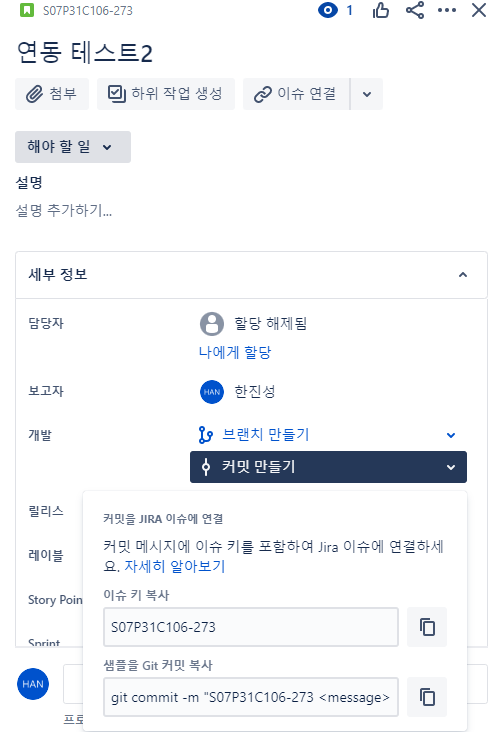 S07P31C106-273
1
연동 테스트2
첨부
하위 작업 생성
이슈 연결
해야 할 일
설명
설명 추가하기...
세부 정보
담당자
할당 해제됨
나에게 할당
보고자
HAN
한진성
개발
브랜치 만들기
커밋 만들기
릴리스
커밋을 JIRA 이슈에 연결
커밋 메시지에 이슈 키를 포함하여 Jira 이슈에 연결하세
요. 자세히 알아보기
레이블
이슈 키 복사
Story Poin
S07P31C106-273
Sprint
샘플을 Git 커밋 복사
HAN
git commit -m "S07P31C106-273 <message>
프로